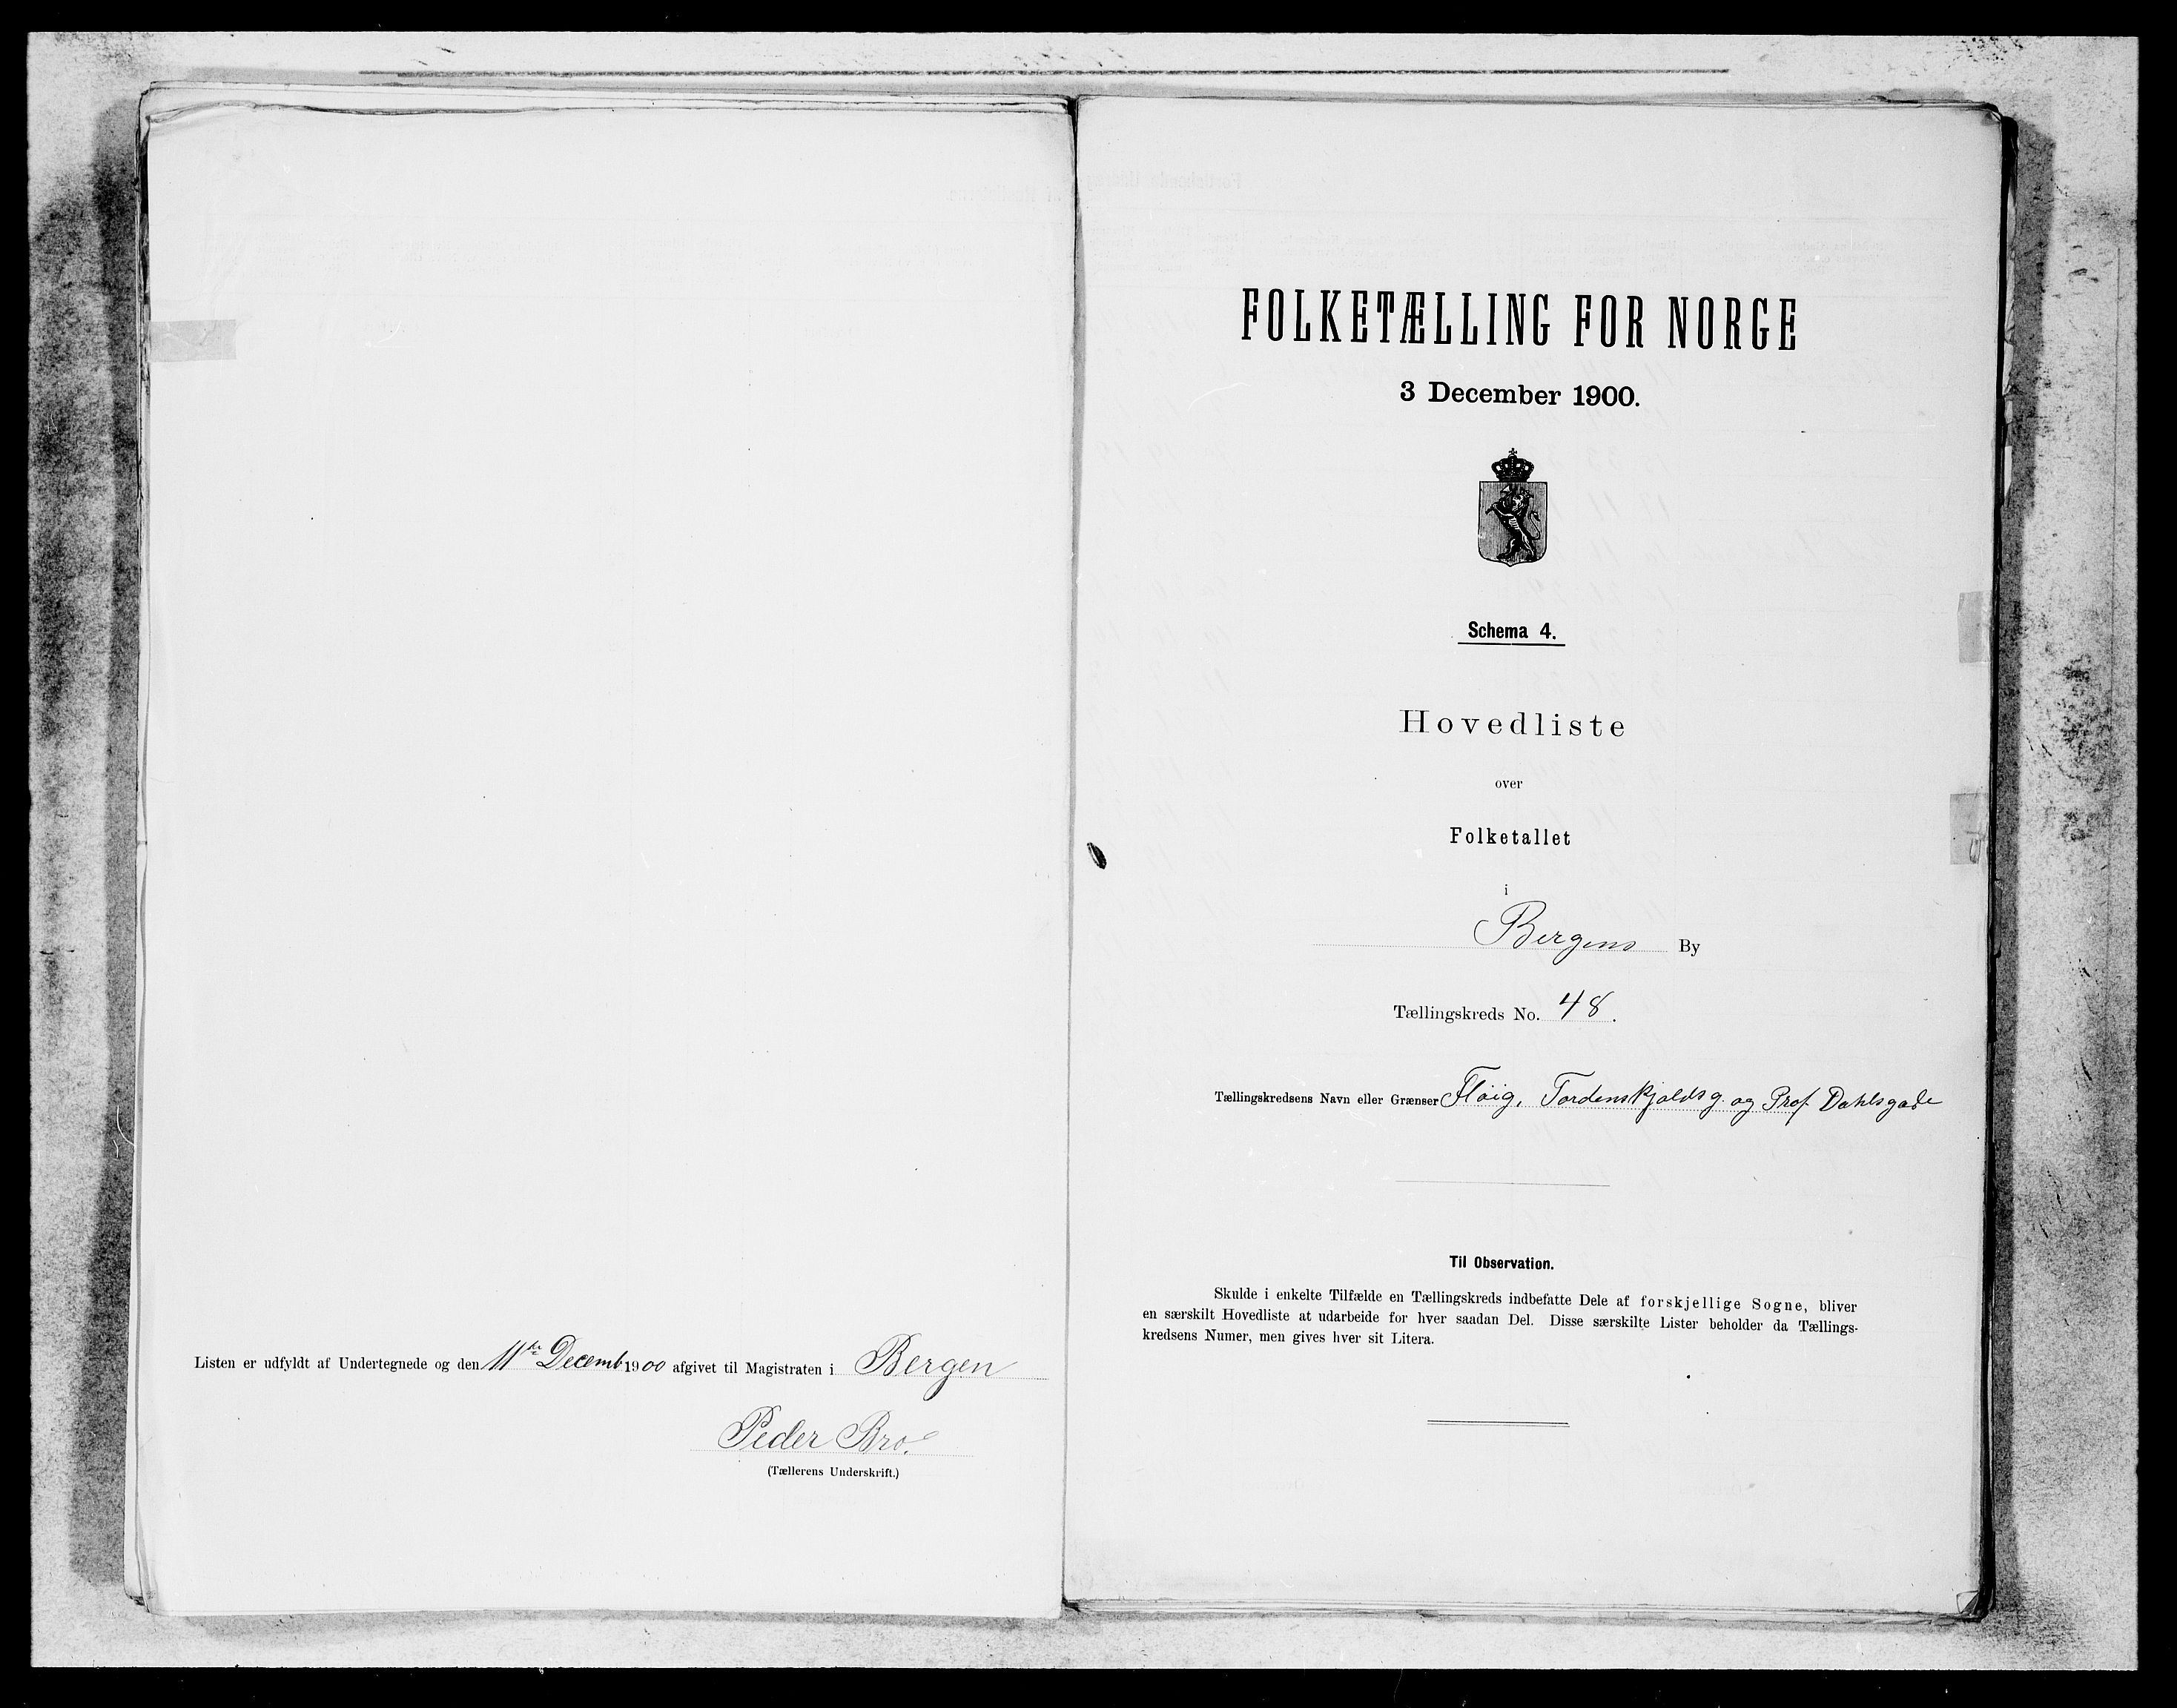 Listen er udfyldt af Undertegnede og den 11te Decemb. 1900 afgivet til Magistraten i Bergen
Peder Bro.
(Tællerens Underskrift.)
FOLKETÆLLING FOR NORGE
3 December 1900.
Schema 4.
Hovedliste
over
Folketallet
i
Bergens By
Tællingskreds No. 48.
Tællingskredsens Navn eller Grænser Fløig, Tordenskjoldsg. og Prof. Dahlsgade
Til Observation.
Skulde i enkelte Tilfælde en Tællingskreds indbefatte Dele af forskjellige Sogne, bliver
en særskilt Hovedliste at udarbeide for hver saadan Del. Disse særskilte Lister beholder da Tællings-
kredsens Numer, men gives hver sit Litera.